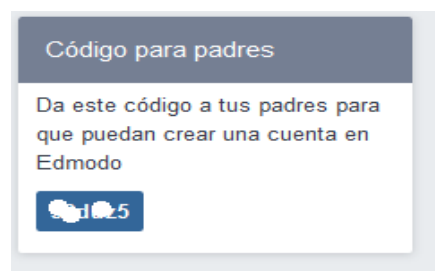 Código para padres
Da este código a tus padres para
que puedan crear una cuenta en
Edmodo